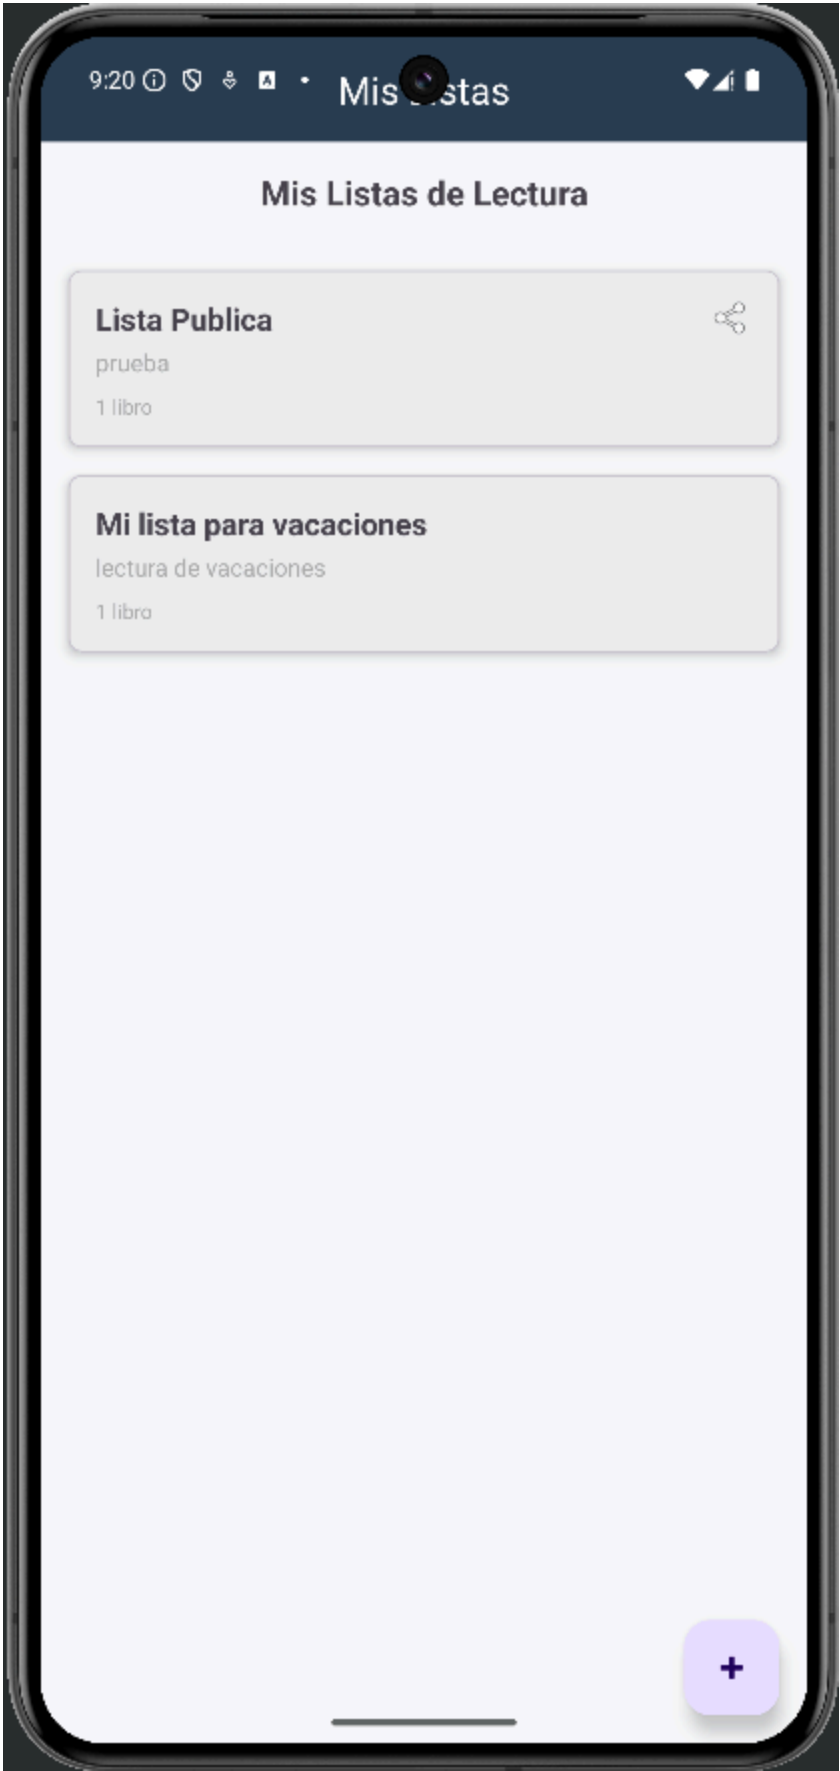 9:20
Mis stas
Mis Listas de Lectura
Lista Publica
prueba
1 libro
Mi lista para vacaciones
lectura de vacaciones
1 libro
+